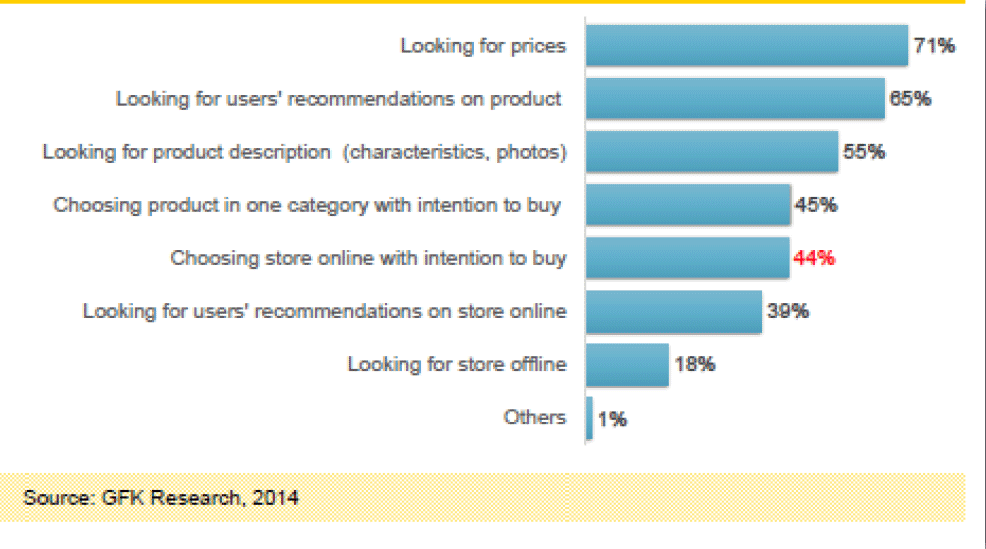 Looking for prices 71%
Looking for users' recommendations on product 65%
Looking for product description (characteristics, photos) 55%
Choosing product in one category with intention to buy 45%
Choosing store online with intention to buy 44%
Looking for users' recommendations on store online 39%
Looking for store offline 18%
Others 1%
Source: GFK Research, 2014